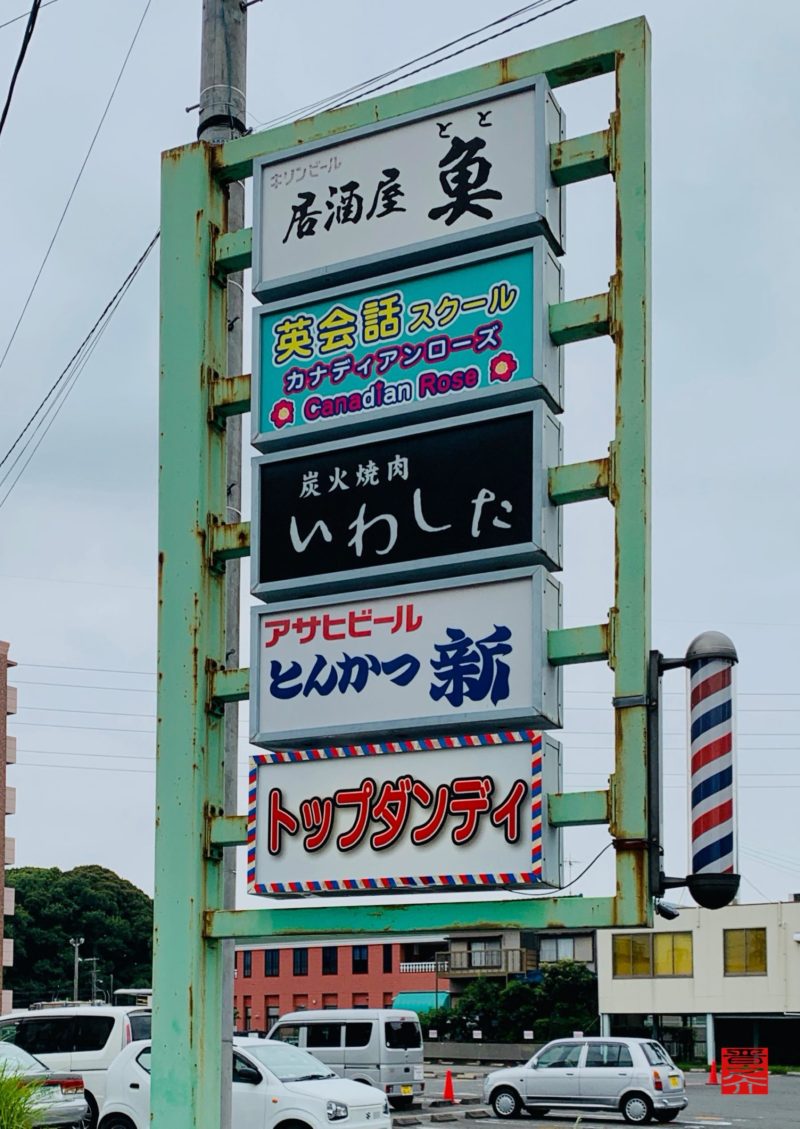 キリンビール
トト
居酒屋 魚
英会話スクール
カナディアンローズ
Canadian Rose
炭火焼肉
いわした
アサヒビール
とんかつ 新
トップダンディ